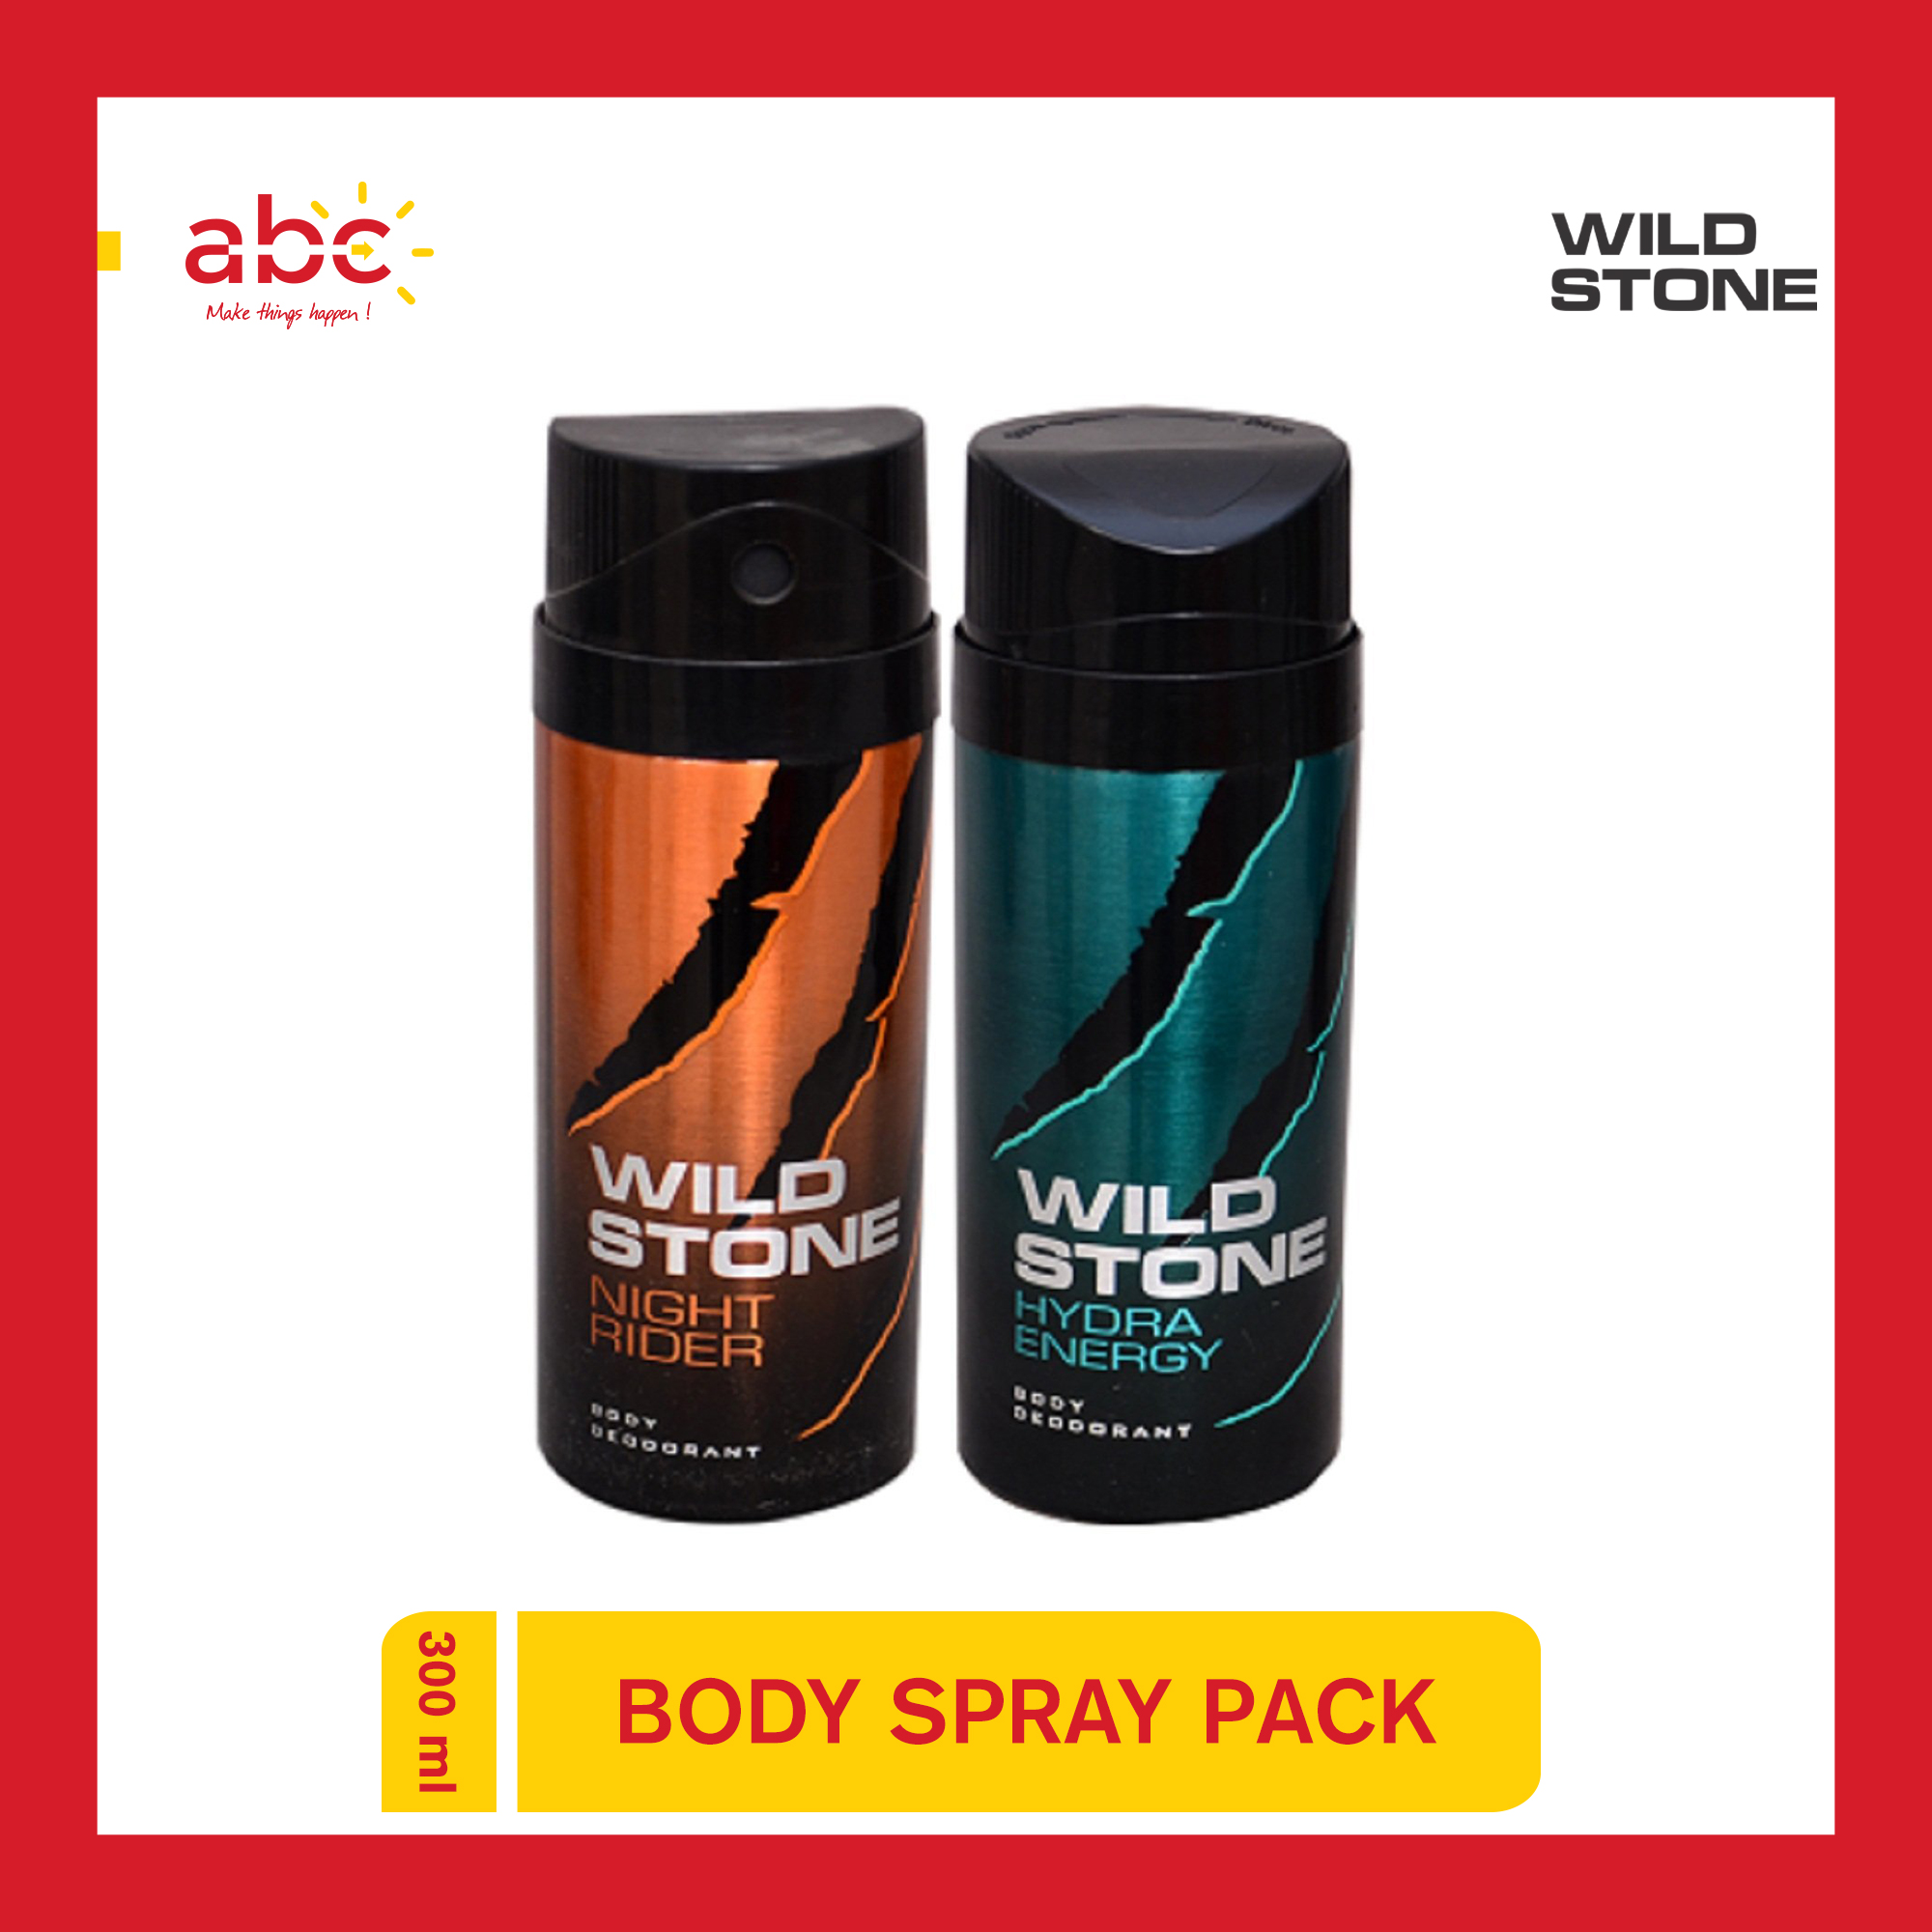 abc
Make things happen !
WILD
STONE
WILD
STONE
NIGHT
RIDER
BODY
DEODORANT
WILD
STONE
HYDRA
ENERGY
BODY
DEODORANT
300 ml
BODY SPRAY PACK